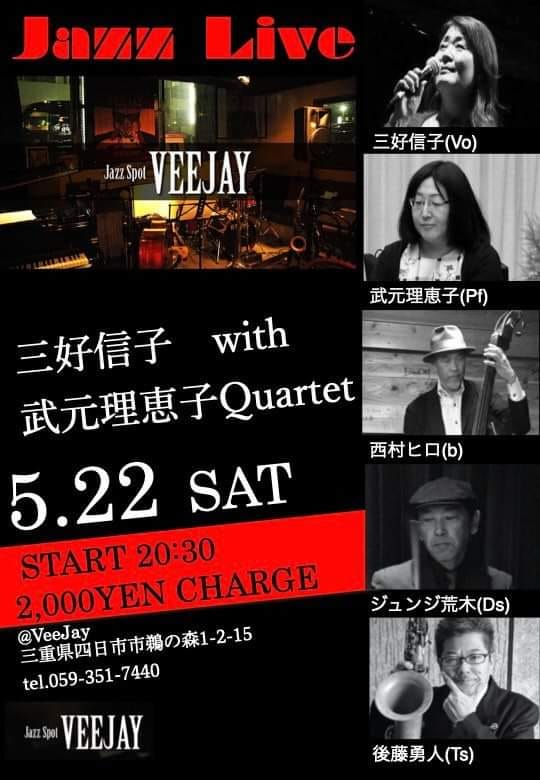 Jazz Live
Jazz Spot VEEJAY
三好信子(Vo)
武元理恵子(Pf)
西村ヒロ(b)
ジュンジ荒木(Ds)
後藤勇人(Ts)
三好信子 with
武元理恵子Quartet
5.22 SAT
START 20:30
2,000YEN CHARGE
@VeeJay
三重県四日市市鵜の森1-2-15
tel.059-351-7440
Jazz Spot VEEJAY